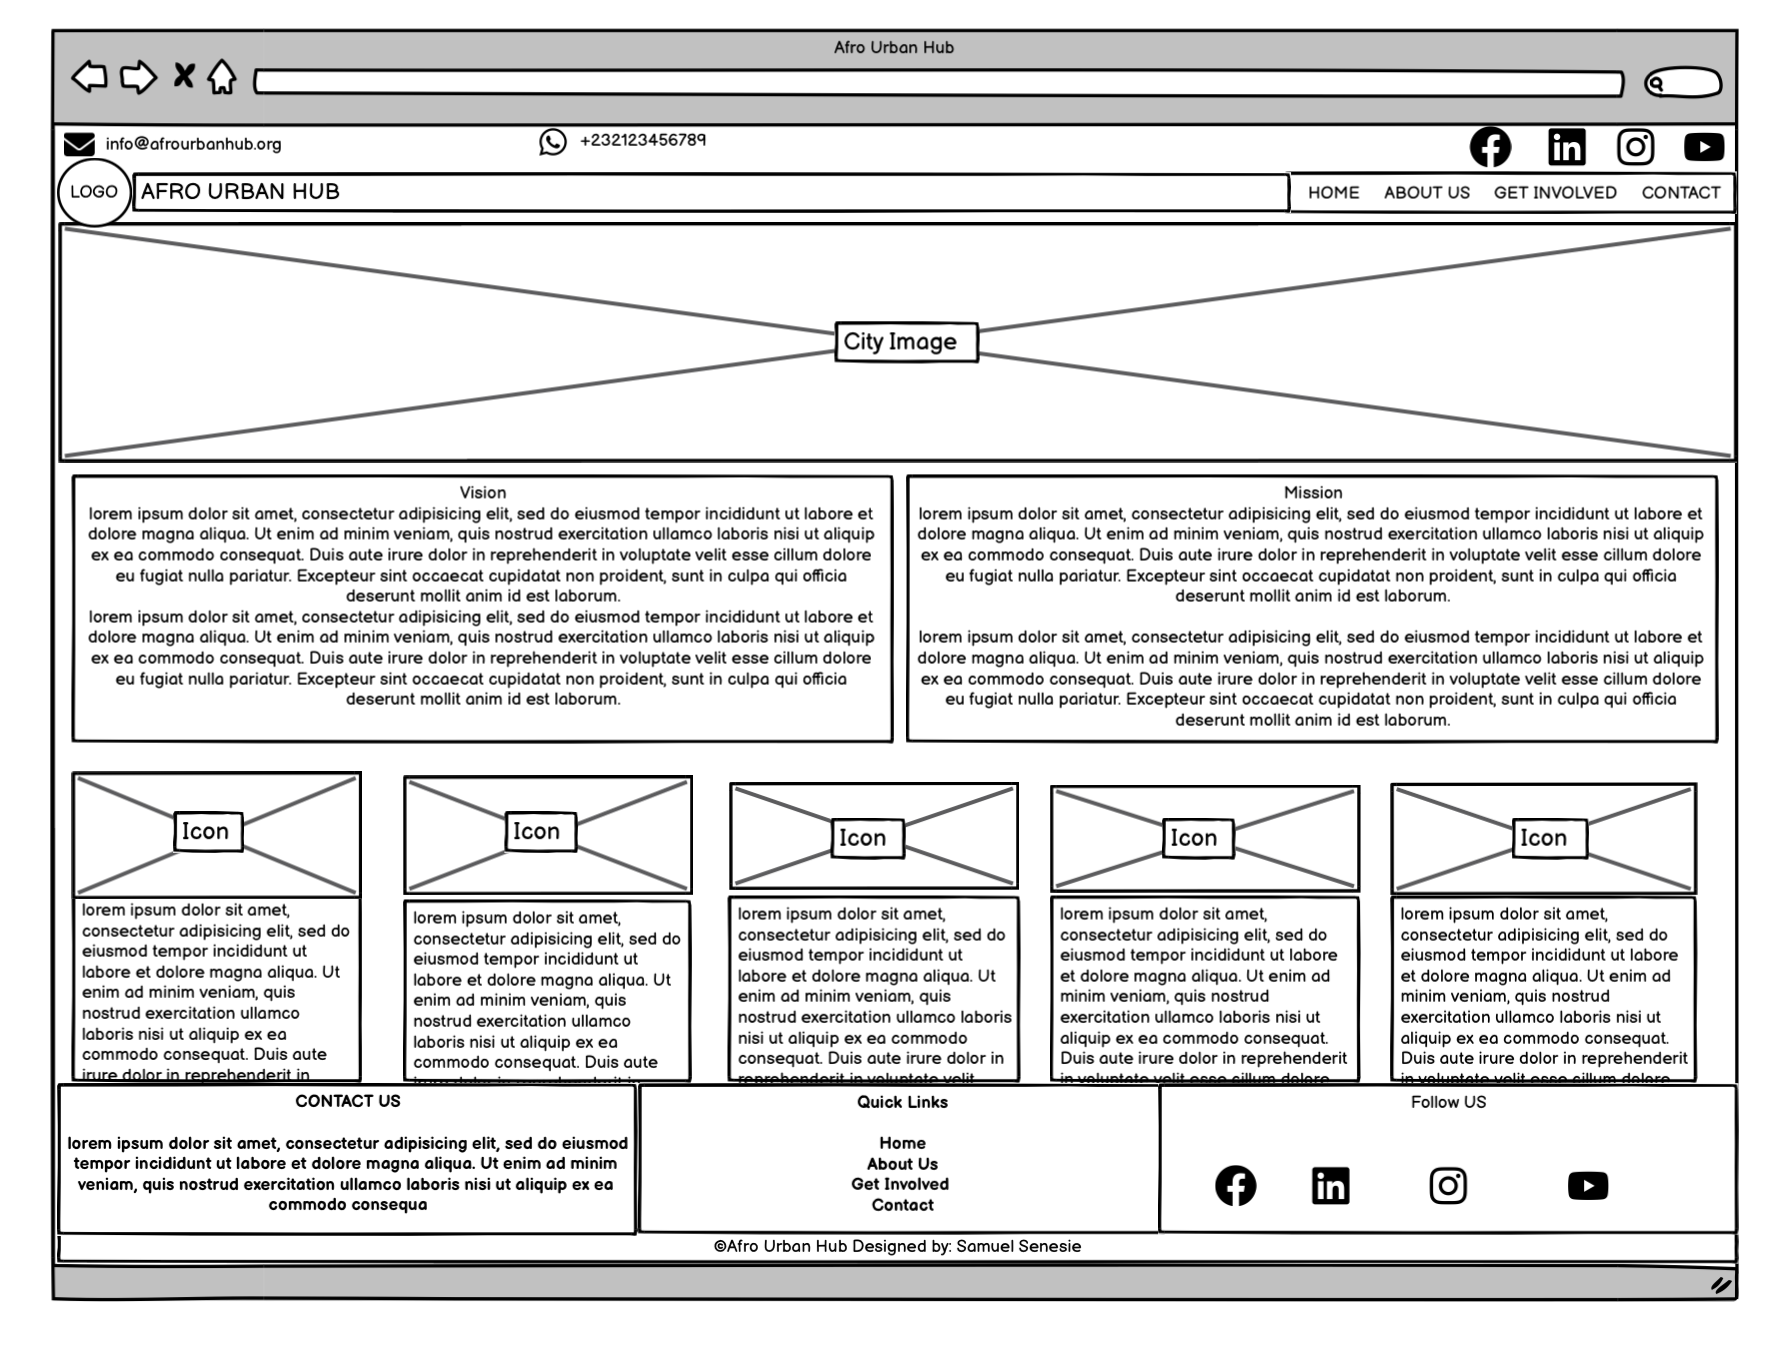 Afro Urban Hub
info@afrourbanhub.org
+232123456789
LOGO
AFRO URBAN HUB
HOME ABOUT US GET INVOLVED CONTACT
City Image
Vision
lorem ipsum dolor sit amet, consectetur adipisicing elit, sed do eiusmod tempor incididunt ut labore et
dolore magna aliqua. Ut enim ad minim veniam, quis nostrud exercitation ullamco laboris nisi ut aliquip
ex ea commodo consequat. Duis aute irure dolor in reprehenderit in voluptate velit esse cillum dolore
eu fugiat nulla pariatur. Excepteur sint occaecat cupidatat non proident, sunt in culpa qui officia
deserunt mollit anim id est laborum.
lorem ipsum dolor sit amet, consectetur adipisicing elit, sed do eiusmod tempor incididunt ut labore et
dolore magna aliqua. Ut enim ad minim veniam, quis nostrud exercitation ullamco laboris nisi ut aliquip
ex ea commodo consequat. Duis aute irure dolor in reprehenderit in voluptate velit esse cillum dolore
eu fugiat nulla pariatur. Excepteur sint occaecat cupidatat non proident, sunt in culpa qui officia
deserunt mollit anim id est laborum.
Mission
lorem ipsum dolor sit amet, consectetur adipisicing elit, sed do eiusmod tempor incididunt ut labore et
dolore magna aliqua. Ut enim ad minim veniam, quis nostrud exercitation ullamco laboris nisi ut aliquip
ex ea commodo consequat. Duis aute irure dolor in reprehenderit in voluptate velit esse cillum dolore
eu fugiat nulla pariatur. Excepteur sint occaecat cupidatat non proident, sunt in culpa qui officia
deserunt mollit anim id est laborum.
lorem ipsum dolor sit amet, consectetur adipisicing elit, sed do eiusmod tempor incididunt ut labore et
dolore magna aliqua. Ut enim ad minim veniam, quis nostrud exercitation ullamco laboris nisi ut aliquip
ex ea commodo consequat. Duis aute irure dolor in reprehenderit in voluptate velit esse cillum dolore
eu fugiat nulla pariatur. Excepteur sint occaecat cupidatat non proident, sunt in culpa qui officia
deserunt mollit anim id est laborum.
Icon
lorem ipsum dolor sit amet,
consectetur adipisicing elit, sed do
eiusmod tempor incididunt ut
labore et dolore magna aliqua. Ut
enim ad minim veniam, quis
nostrud exercitation ullamco
laboris nisi ut aliquip ex ea
commodo consequat. Duis aute
irure dolor in reprehenderit in
Icon
lorem ipsum dolor sit amet,
consectetur adipisicing elit, sed do
eiusmod tempor incididunt ut
labore et dolore magna aliqua. Ut
enim ad minim veniam, quis
nostrud exercitation ullamco
laboris nisi ut aliquip ex ea
commodo consequat. Duis aute
Icon
lorem ipsum dolor sit amet,
consectetur adipisicing elit, sed do
eiusmod tempor incididunt ut
labore et dolore magna aliqua. Ut
enim ad minim veniam, quis
nostrud exercitation ullamco laboris
nisi ut aliquip ex ea commodo
consequat. Duis aute irure dolor in
reprehenderit in voluptate velit
Icon
lorem ipsum dolor sit amet,
consectetur adipisicing elit, sed do
eiusmod tempor incididunt ut labore
et dolore magna aliqua. Ut enim ad
minim veniam, quis nostrud
exercitation ullamco laboris nisi ut
aliquip ex ea commodo consequat.
Duis aute irure dolor in reprehenderit
in voluptate velit esse cillum dolore
Icon
lorem ipsum dolor sit amet,
consectetur adipisicing elit, sed do
eiusmod tempor incididunt ut labore
et dolore magna aliqua. Ut enim ad
minim veniam, quis nostrud
exercitation ullamco laboris nisi ut
aliquip ex ea commodo consequat.
Duis aute irure dolor in reprehenderit
in voluptate velit esse cillum dolore
CONTACT US
lorem ipsum dolor sit amet, consectetur adipisicing elit, sed do eiusmod
tempor incididunt ut labore et dolore magna aliqua. Ut enim ad minim
veniam, quis nostrud exercitation ullamco laboris nisi ut aliquip ex ea
commodo consequa
Quick Links
Home
About Us
Get Involved
Contact
Follow US
©Afro Urban Hub Designed by: Samuel Senesie